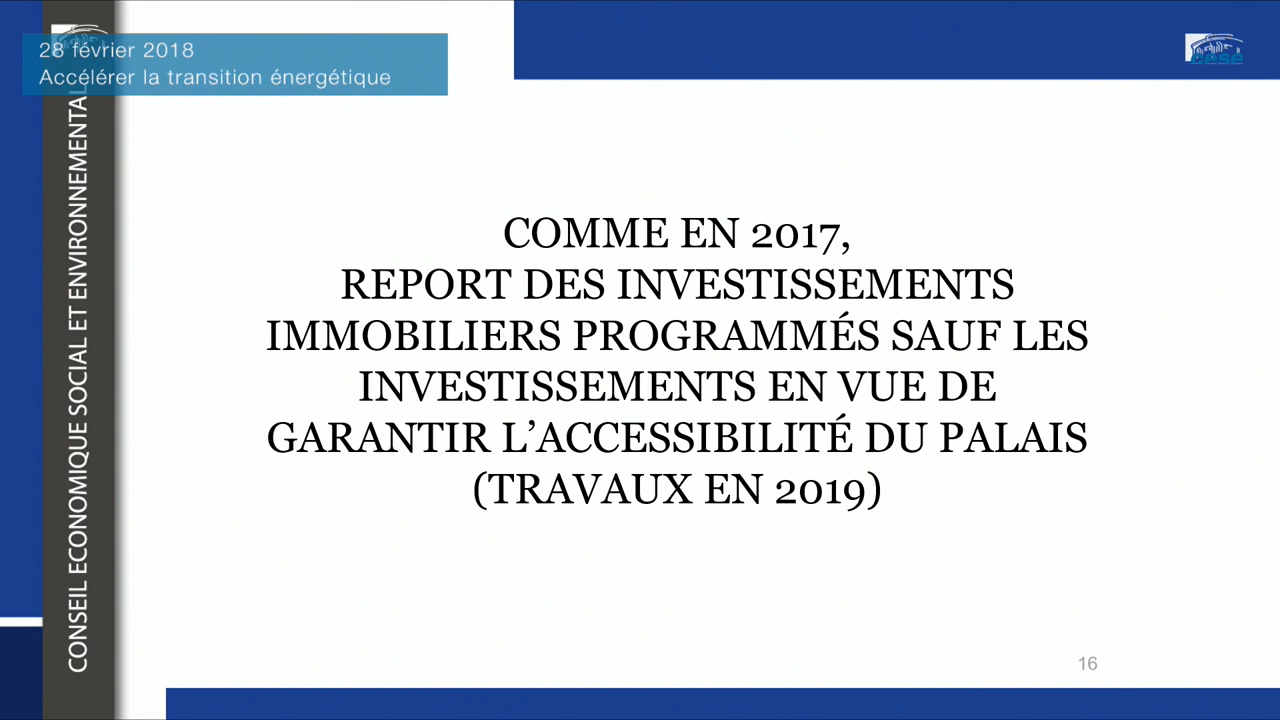 28 février 2018
Accélérer la transition énergétique
cese
CONSEIL ECONOMIQUE SOCIAL ET ENVIRONNEMENTAL
COMME EN 2017,
REPORT DES INVESTISSEMENTS
IMMOBILIERS PROGRAMMÉS SAUF LES
INVESTISSEMENTS EN VUE DE
GARANTIR L’ACCESSIBILITÉ DU PALAIS
(TRAVAUX EN 2019)
16